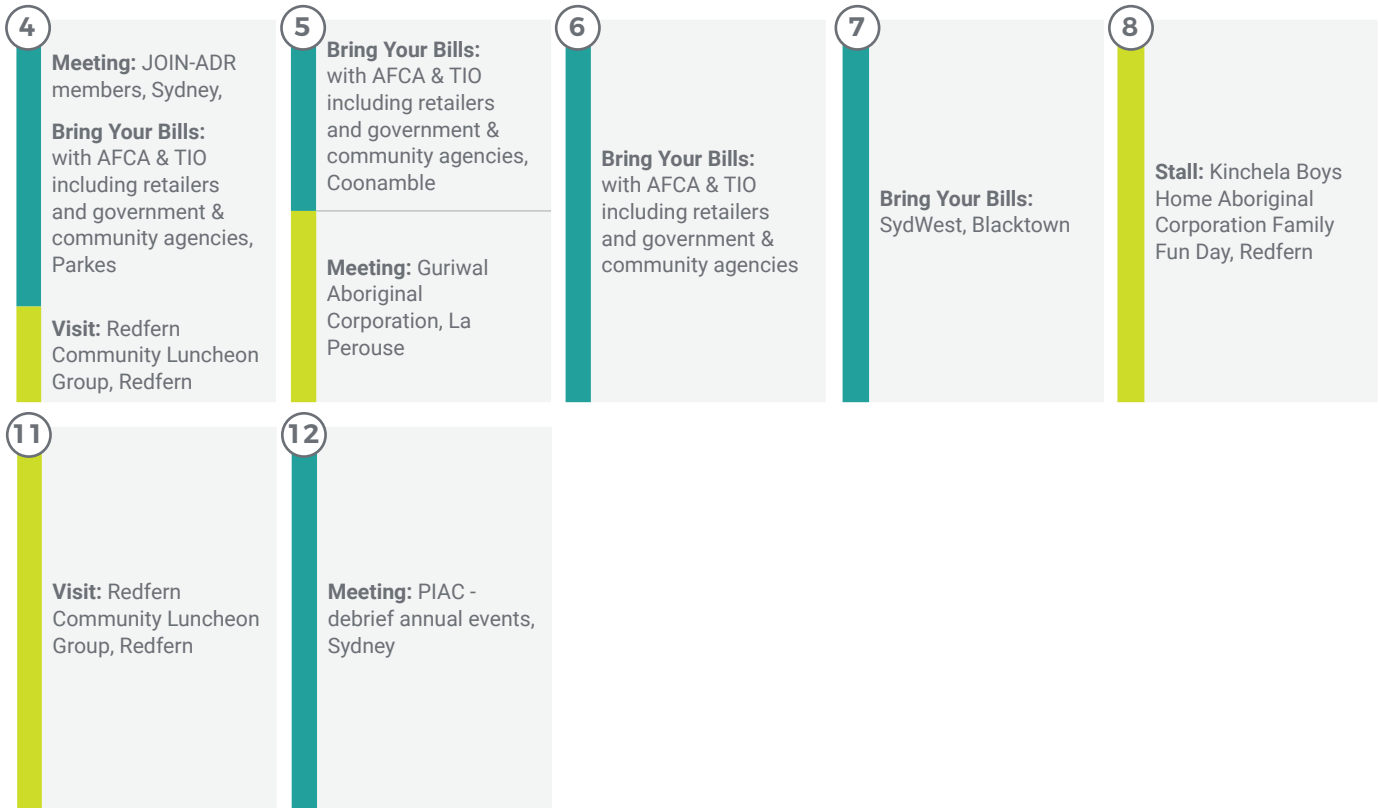 4
Meeting: JOIN-ADR
members, Sydney,
Bring Your Bills:
with AFCA & TIO
including retailers
and government &
community agencies,
Parkes
Visit: Redfern
Community Luncheon
Group, Redfern
5
Bring Your Bills:
with AFCA & TIO
including retailers
and government &
community agencies,
Coonamble
Meeting: Guriwal
Aboriginal
Corporation, La
Perouse
6
Bring Your Bills:
with AFCA & TIO
including retailers
and government &
community agencies
7
Bring Your Bills:
SydWest, Blacktown
8
Stall: Kinchela Boys
Home Aboriginal
Corporation Family
Fun Day, Redfern
11
Visit: Redfern
Community Luncheon
Group, Redfern
12
Meeting: PIAC -
debrief annual events,
Sydney